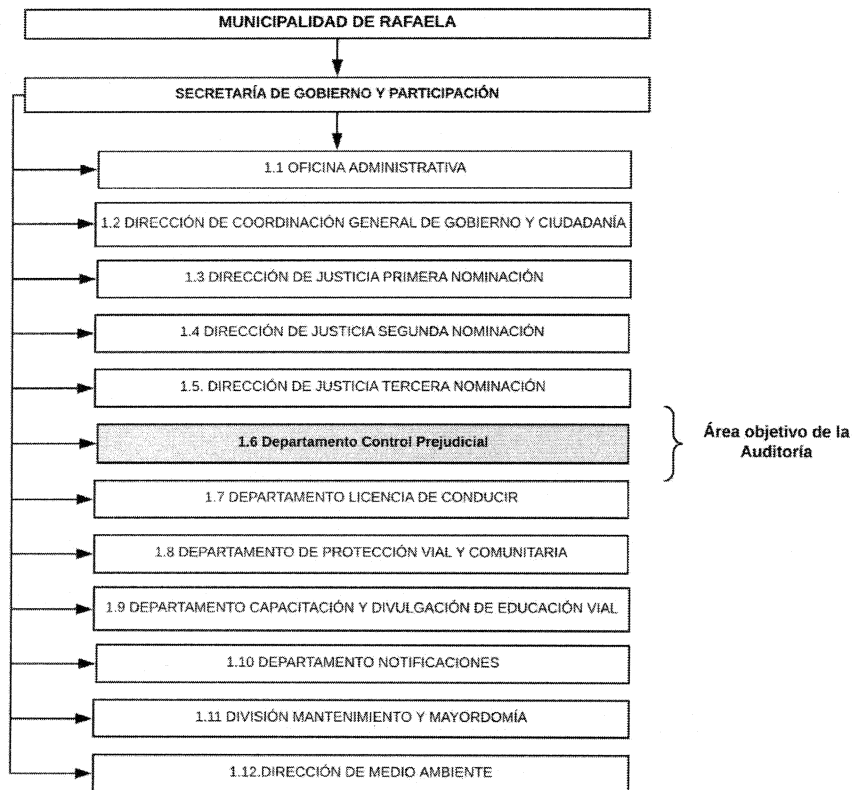 MUNICIPALIDAD DE RAFAELA
SECRETARÍA DE GOBIERNO Y PARTICIPACIÓN
1.1 OFICINA ADMINISTRATIVA
1.2 DIRECCIÓN DE COORDINACIÓN GENERAL DE GOBIERNO Y CIUDADANÍA
1.3 DIRECCIÓN DE JUSTICIA PRIMERA NOMINACIÓN
1.4 DIRECCIÓN DE JUSTICIA SEGUNDA NOMINACIÓN
1.5. DIRECCIÓN DE JUSTICIA TERCERA NOMINACIÓN
1.6 Departamento Control Prejudicial
Área objetivo de la
Auditoría
1.7 DEPARTAMENTO LICENCIA DE CONDUCIR
1.8 DEPARTAMENTO DE PROTECCIÓN VIAL Y COMUNITARIA
1.9 DEPARTAMENTO CAPACITACIÓN Y DIVULGACIÓN DE EDUCACIÓN VIAL
1.10 DEPARTAMENTO NOTIFICACIONES
1.11 DIVISIÓN MANTENIMIENTO Y MAYORDOMÍA
1.12.DIRECCIÓN DE MEDIO AMBIENTE